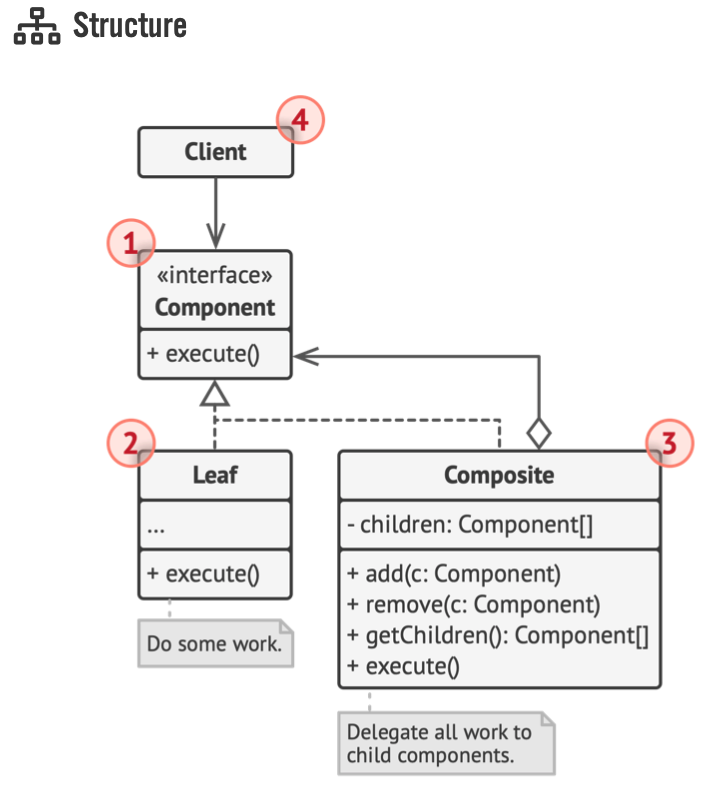 Structure
4
Client
1
«interface»
Component
+ execute()
2
Leaf
...
+ execute()
Do some work.
3
Composite
- children: Component[]
+ add(c: Component)
+ remove(c: Component)
+ getChildren(): Component[]
+ execute()
Delegate all work to
child components.